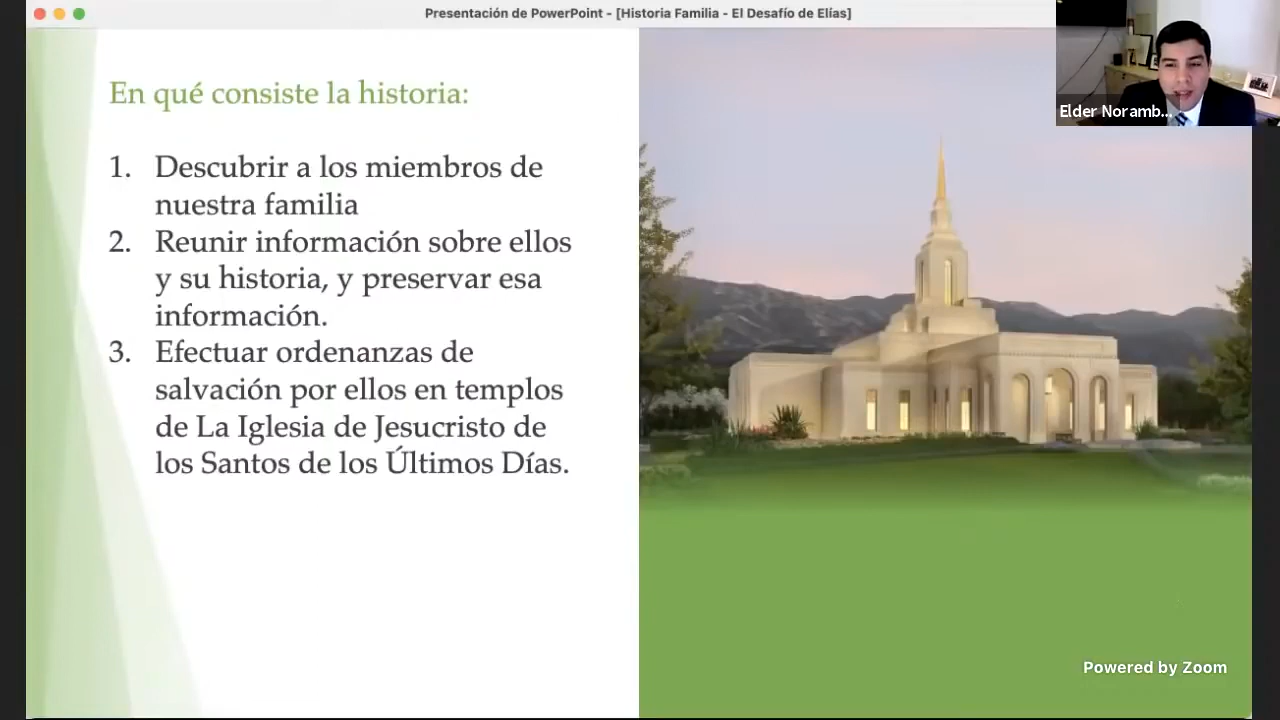 Presentación de PowerPoint - [Historia Familia - El Desafío de Elías]
Elder Noramb...
En qué consiste la historia:
1. Descubrir a los miembros de
nuestra familia
2. Reunir información sobre ellos
y su historia, y preservar esa
información.
3. Efectuar ordenanzas de
salvación por ellos en templos
de La Iglesia de Jesucristo de
los Santos de los Últimos Días.
Powered by Zoom